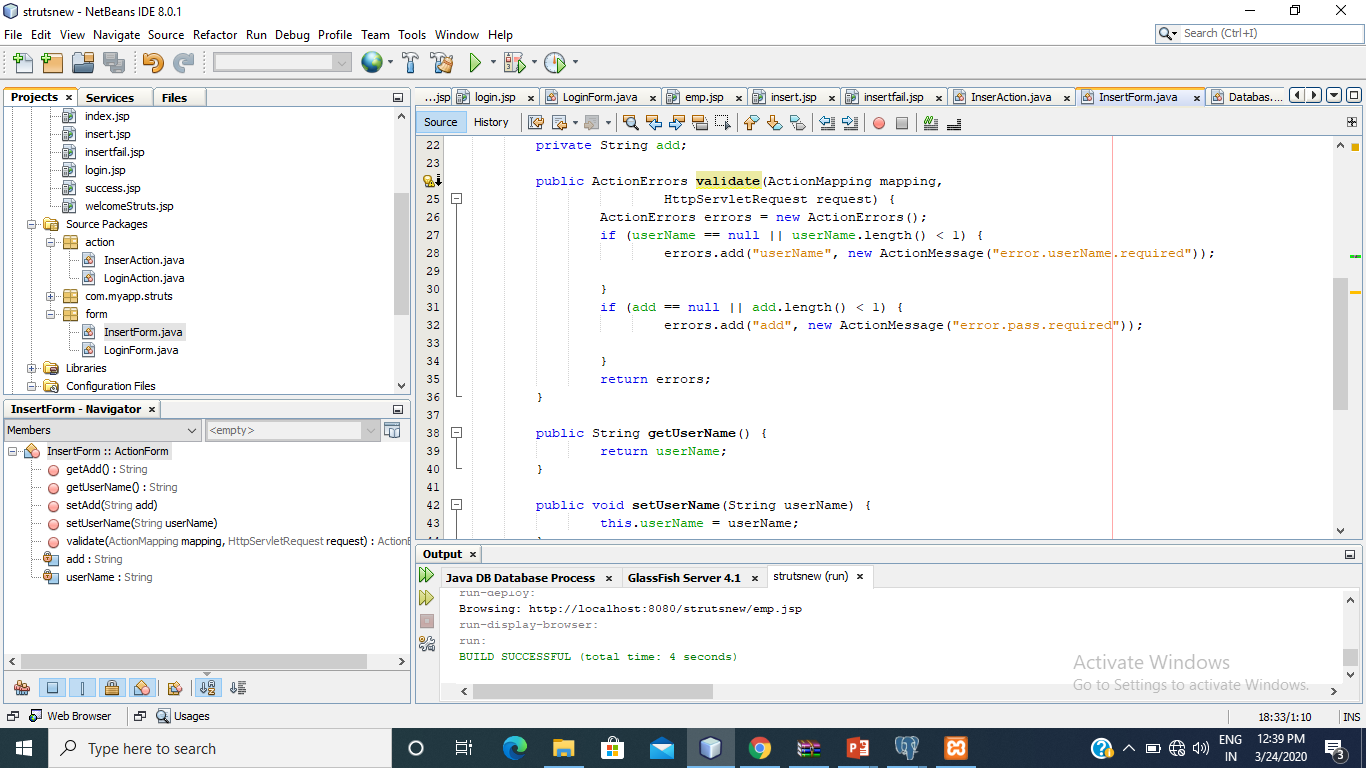 strutsnew - NetBeans IDE 8.0.1
File Edit View Navigate Source Refactor Run Debug Profile Team Tools Window Help
Search (Ctrl+I)
Projects Services Files
index.jsp
insert.jsp
insertfail.jsp
login.jsp
success.jsp
welcomeStruts.jsp
Source Packages
action
InserAction.java
LoginAction.java
com.myapp.struts
form
InsertForm.java
LoginForm.java
Libraries
Configuration Files
InsertForm - Navigator
Members <empty>
InsertForm :: ActionForm
getAdd() : String
getUserName() : String
setAdd(String add)
setUserName(String userName)
validate(ActionMapping mapping, HttpServletRequest request) : ActionE
add : String
userName : String
...jsp login.jsp LoginForm.java emp.jsp insert.jsp insertfail.jsp InserAction.java InsertForm.java Databas...
Source History
22 private String add;
23
public ActionErrors validate(ActionMapping mapping,
25 HttpServletRequest request) {
26 ActionErrors errors = new ActionErrors();
27 if (userName == null || userName.length() < 1) {
28 errors.add("userName", new ActionMessage("error.userName.required"));
29
30 }
31 if (add == null || add.length() < 1) {
32 errors.add("add", new ActionMessage("error.pass.required"));
33
34 }
35 return errors;
36 }
37
38 public String getUserName() {
39 return userName;
40 }
41
42 public void setUserName(String userName) {
43 this.userName = userName;
Output
Java DB Database Process GlassFish Server 4.1 strutsnew (run)
run-deploy:
Browsing: http://localhost:8080/strutsnew/emp.jsp
run-display-browser:
run:
BUILD SUCCESSFUL (total time: 4 seconds)
Activate Windows
Go to Settings to activate Windows.
Web Browser Usages
18:33/1:10 INS
Type here to search
ENG 12:39 PM
IN 3/24/2020 3